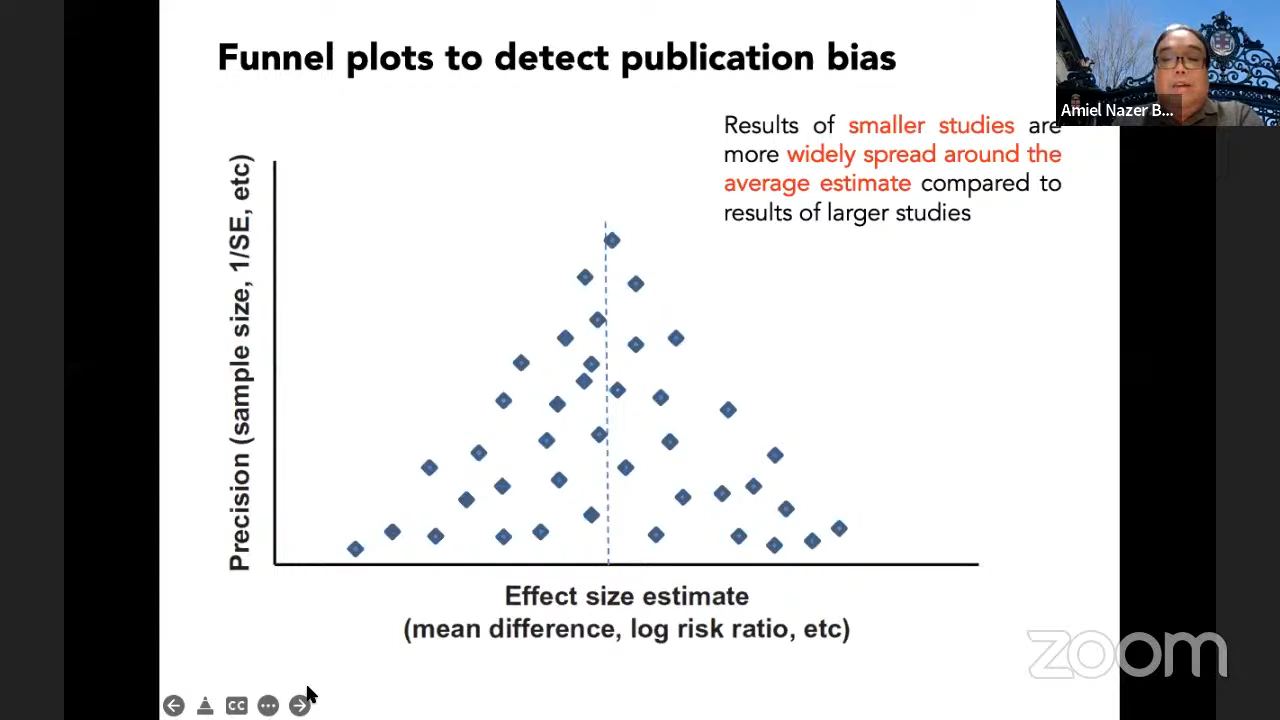 Funnel plots to detect publication bias
Amiel Nazer B...
Results of smaller studies are
more widely spread around the
average estimate compared to
results of larger studies
Precision (sample size, 1/SE, etc)
Effect size estimate
(mean difference, log risk ratio, etc)
zoom
CC